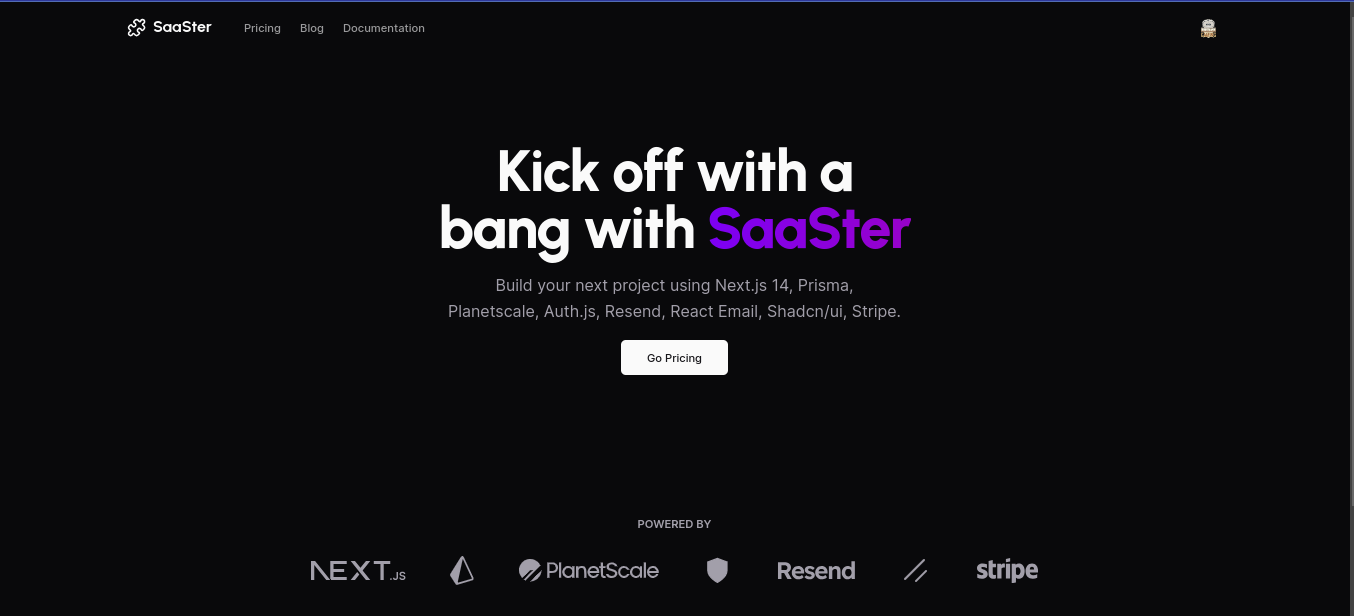 SaaSter
Pricing
Blog
Documentation
Kick off with a
bang with SaaSter
Build your next project using Next.js 14, Prisma,
Planetscale, Auth.js, Resend, React Email, Shadcn/ui, Stripe.
Go Pricing
POWERED BY
NEXT.JS
PlanetScale
Resend
stripe